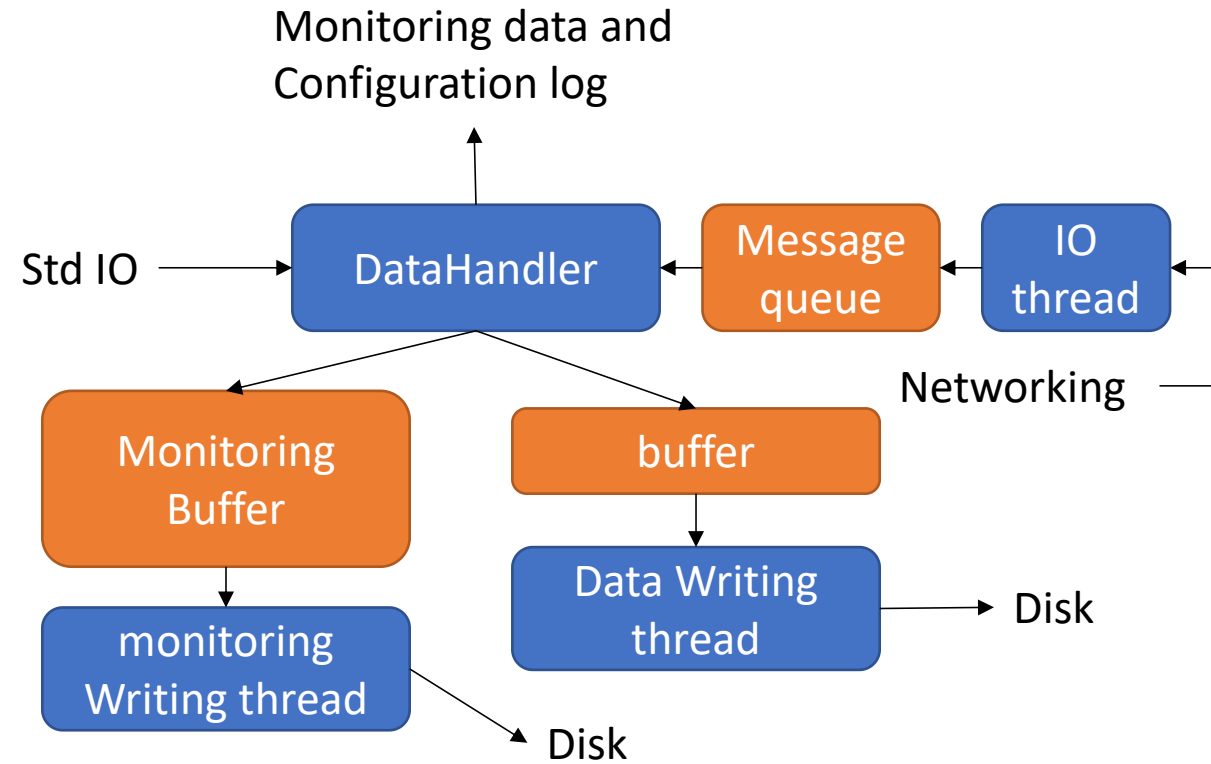 Monitoring data and
Configuration log
Std IO
DataHandler
Message
queue
IO
thread
Networking
Monitoring
Buffer
buffer
monitoring
Writing thread
Data Writing
thread
Disk
Disk